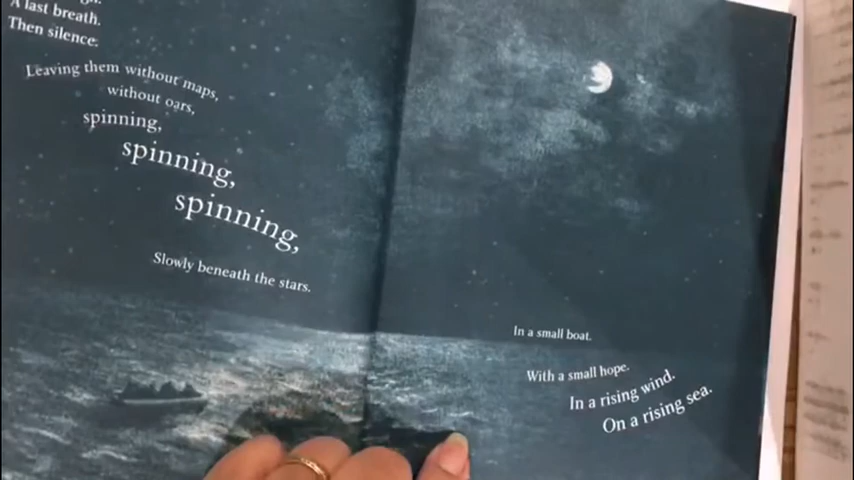 A last breath.
Then silence.
Leaving them without maps,
without oars,
spinning,
spinning,
spinning,
Slowly beneath the stars.
In a small boat.
With a small hope.
In a rising wind.
On a rising sea.